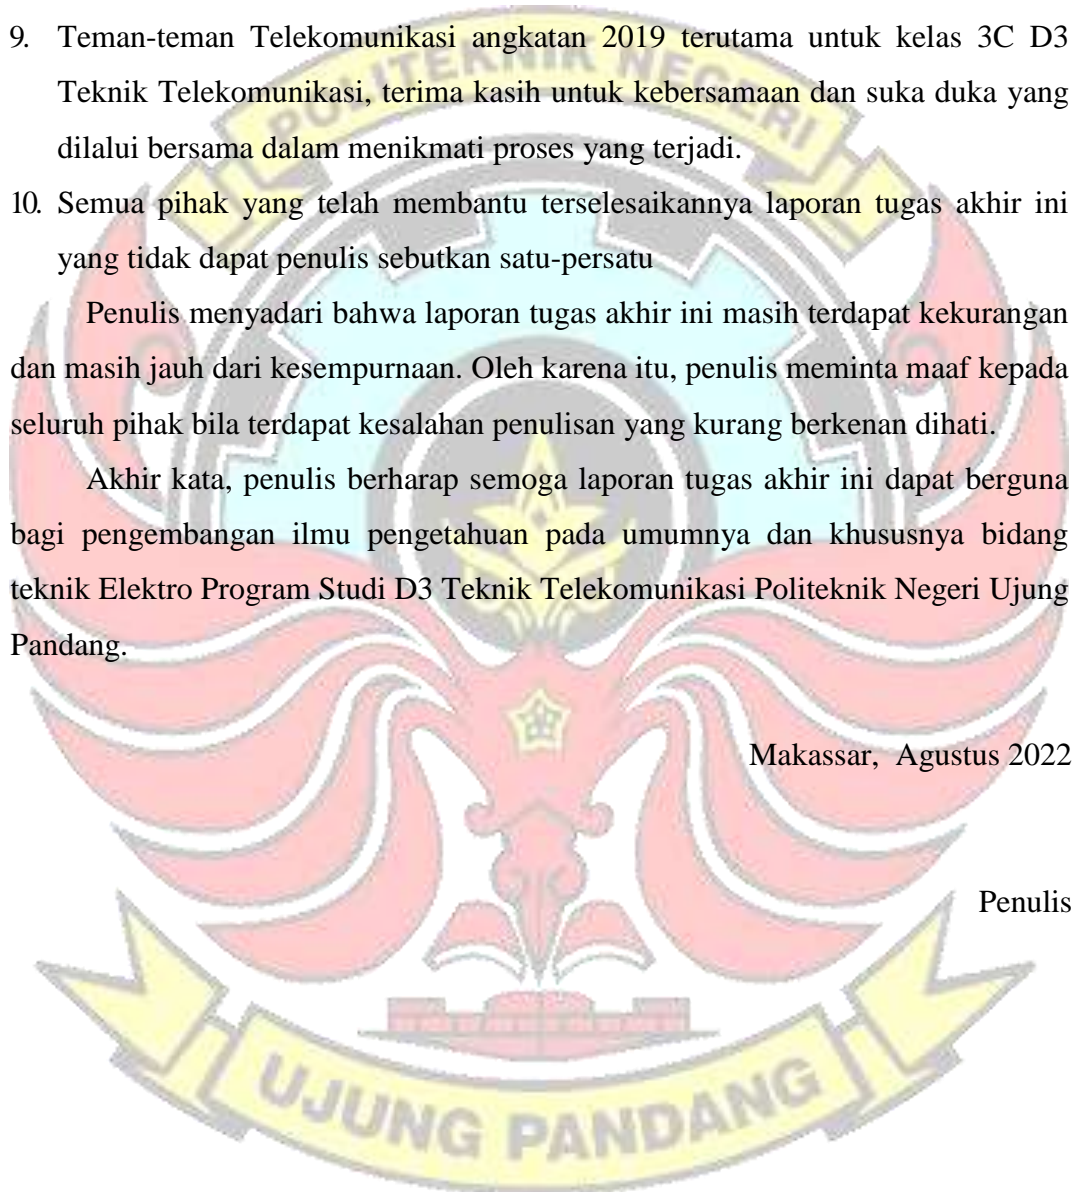 POLITEKNIK NEGERI
9. Teman-teman Telekomunikasi angkatan 2019 terutama untuk kelas 3C D3
Teknik Telekomunikasi, terima kasih untuk kebersamaan dan suka duka yang
dilalui bersama dalam menikmati proses yang terjadi.
10. Semua pihak yang telah membantu terselesaikannya laporan tugas akhir ini
yang tidak dapat penulis sebutkan satu-persatu
Penulis menyadari bahwa laporan tugas akhir ini masih terdapat kekurangan
dan masih jauh dari kesempurnaan. Oleh karena itu, penulis meminta maaf kepada
seluruh pihak bila terdapat kesalahan penulisan yang kurang berkenan dihati.
Akhir kata, penulis berharap semoga laporan tugas akhir ini dapat berguna
bagi pengembangan ilmu pengetahuan pada umumnya dan khususnya bidang
teknik Elektro Program Studi D3 Teknik Telekomunikasi Politeknik Negeri Ujung
Pandang.
Makassar, Agustus 2022
Penulis
UJUNG PANDANG